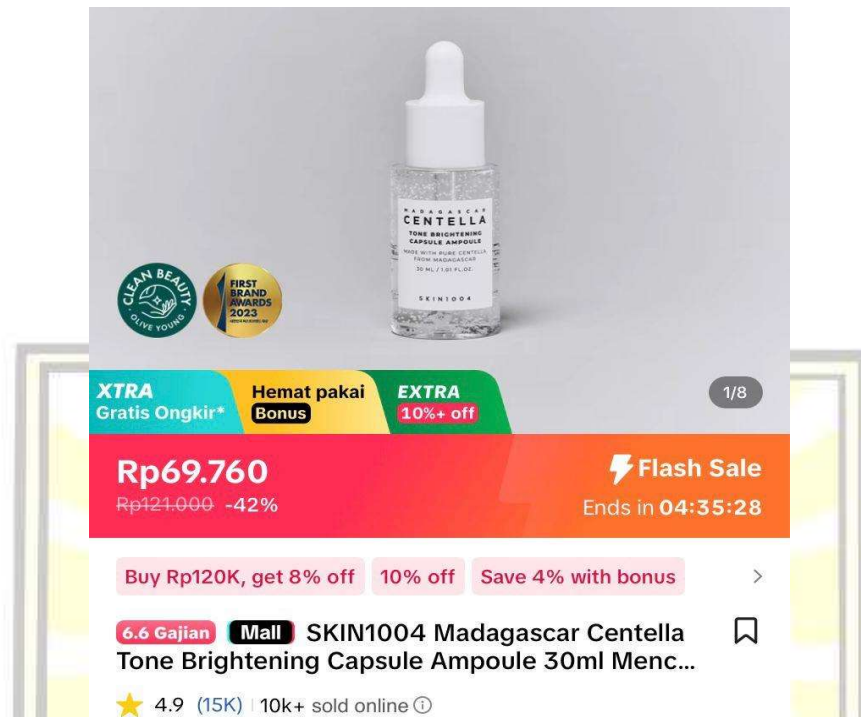 MADAGASCAR
CENTELLA
TONE BRIGHTENING
CAPSULE AMPOULE
MADE WITH PURE CENTELLA
FROM MADAGASCAR
30 ML / 1.01 FL.OZ.
SKIN1004
CLEAN BEAUTY
OLIVE YOUNG
FIRST
BRAND
AWARDS
2023
XTRA
Gratis Ongkir*
Hemat pakai
Bonus
EXTRA
10%+ off
1/8
Rp69.760
Flash Sale
Rp121.000 -42%
Ends in 04:35:28
Buy Rp120K, get 8% off 10% off Save 4% with bonus
6.6 Gajian Mall SKIN1004 Madagascar Centella
Tone Brightening Capsule Ampoule 30ml Menc...
4.9 (15K) 10k+ sold online